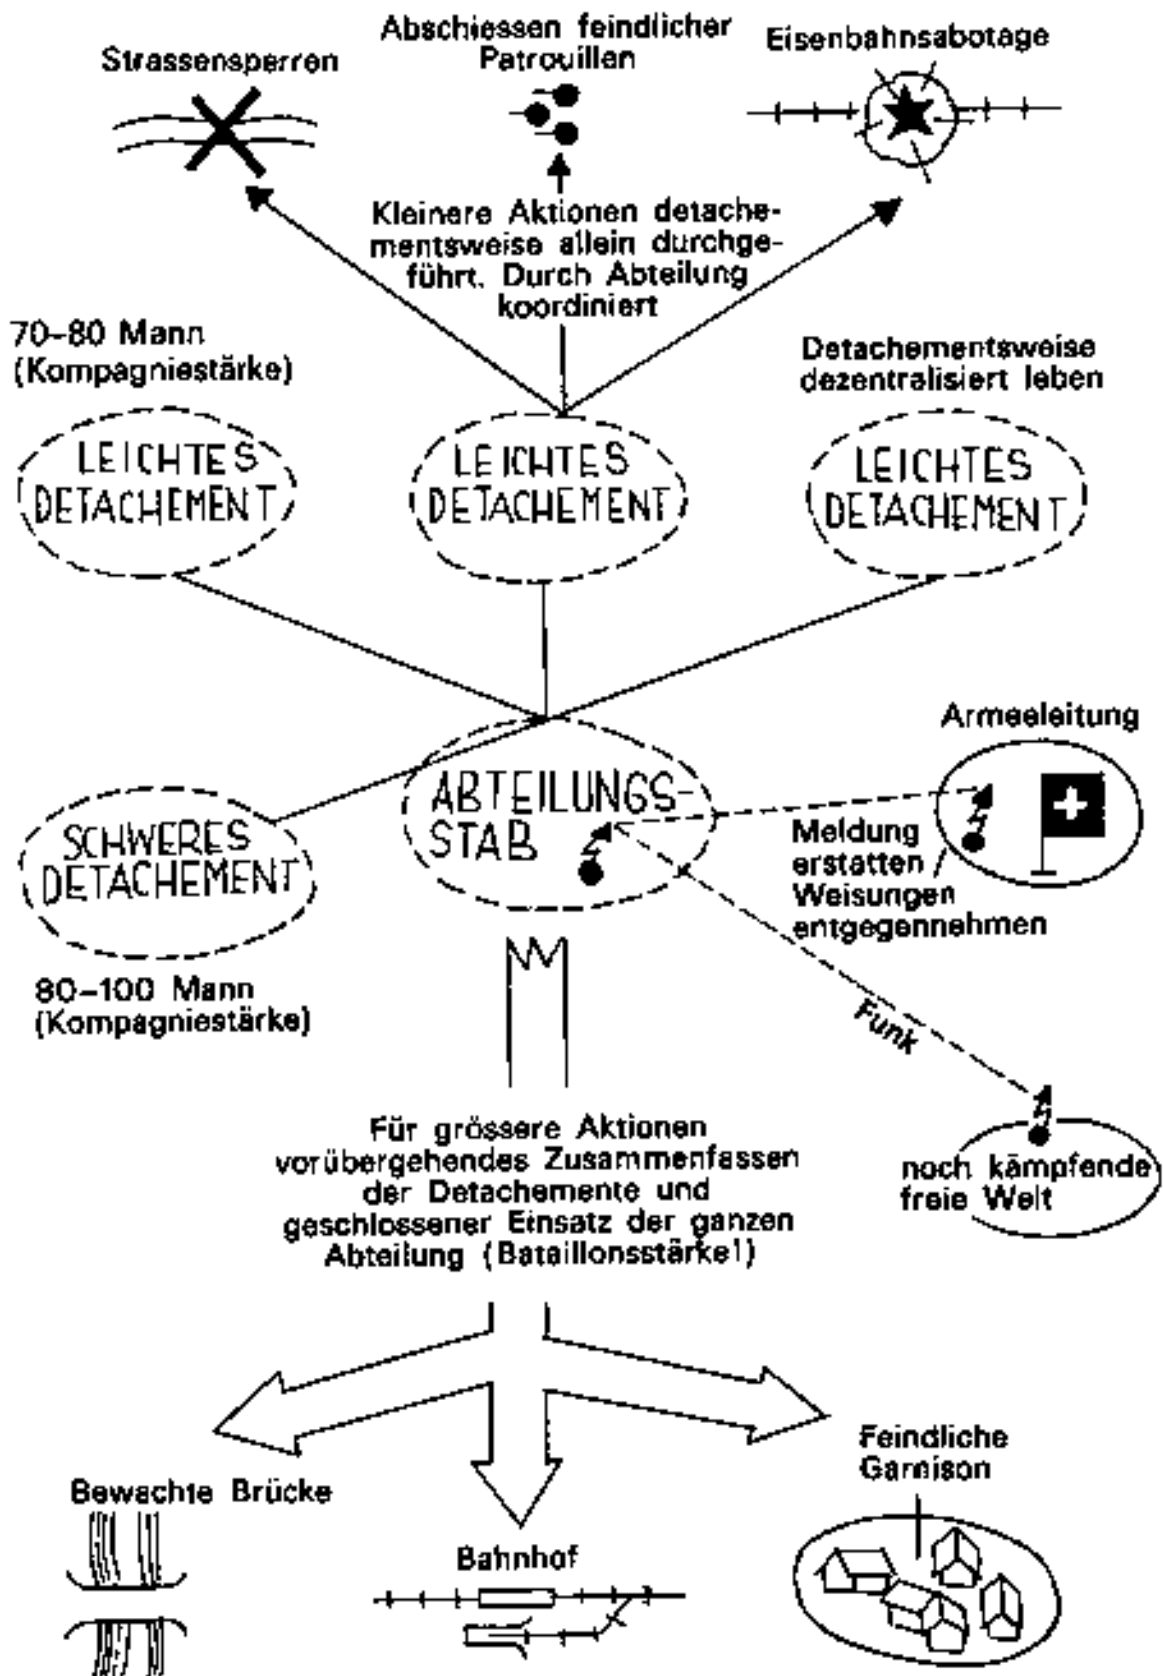 Strassensperren
Abschiessen feindlicher
Patrouillen
Eisenbahnsabotage
Kleinere Aktionen detache-
mentsweise allein durchge-
führt. Durch Abteilung
koordiniert
70–80 Mann
(Kompagniestärke)
Detachementsweise
dezentralisiert leben
LEICHTES
DETACHEMENT
LEICHTES
DETACHEMENT
LEICHTES
DETACHEMENT
Armeeleitung
ABTEILUNGS-
STAB
SCHWERES
DETACHEMENT
Meldung
erstatten
Weisungen
entgegennehmen
80–100 Mann
(Kompagniestärke)
Funk
noch kämpfende
freie Welt
Für grössere Aktionen
vorübergehendes Zusammenfassen
der Detachemente und
geschlossener Einsatz der ganzen
Abteilung (Bataillonsstärke!)
Bewachte Brücke
Bahnhof
Feindliche
Garnison